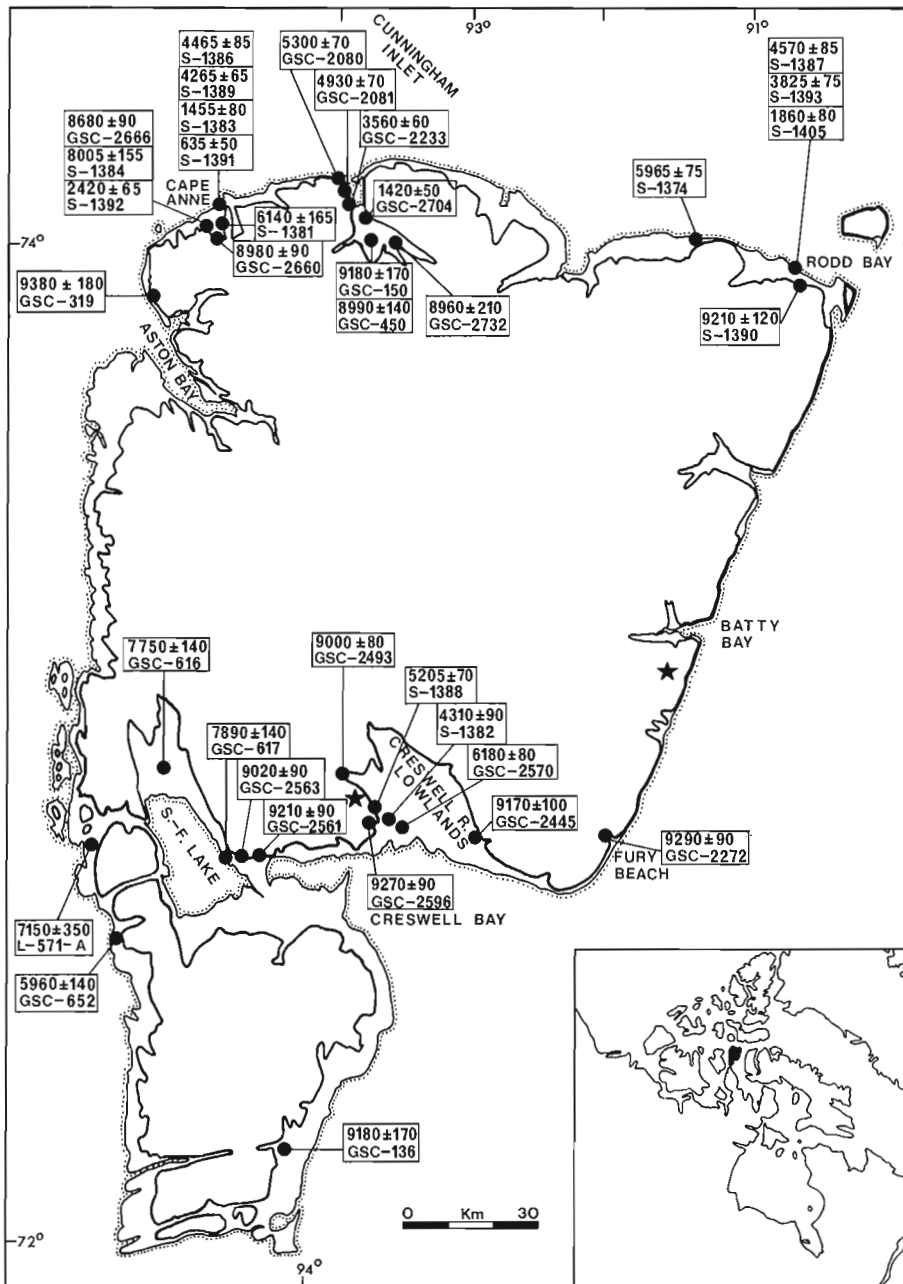 93°
91°
CUNNINGHAM
INLET
4465±85
S-1386
4265±65
S-1389
1455±80
S-1383
635±50
S-1391
5300±70
GSC-2080
4930±70
GSC-2081
3560±60
GSC-2233
4570±85
S-1387
3825±75
S-1393
1860±80
S-1405
8680±90
GSC-2666
8005±155
S-1384
2420±65
S-1392
CAPE
ANNE
6140±165
S-1381
8980±90
GSC-2660
1420±50
GSC-2704
5965±75
S-1374
74°
RODD BAY
9380±180
GSC-319
9180±170
GSC-150
8990±140
GSC-450
8960±210
GSC-2732
9210±120
S-1390
ASTON BAY
BATTY
BAY
7750±140
GSC-616
9000±80
GSC-2493
5205±70
S-1388
4310±90
S-1382
6180±80
GSC-2570
7890±140
GSC-617
9020±90
GSC-2563
9210±90
GSC-2561
CRESWELL R.
LOWLANDS
9170±100
GSC-2445
S-F. LAKE
FURY
BEACH
9290±90
GSC-2272
9270±90
GSC-2596
CRESWELL BAY
7150±350
L-571-A
5960±140
GSC-652
9180±170
GSC-136
0 Km 30
72°
94°